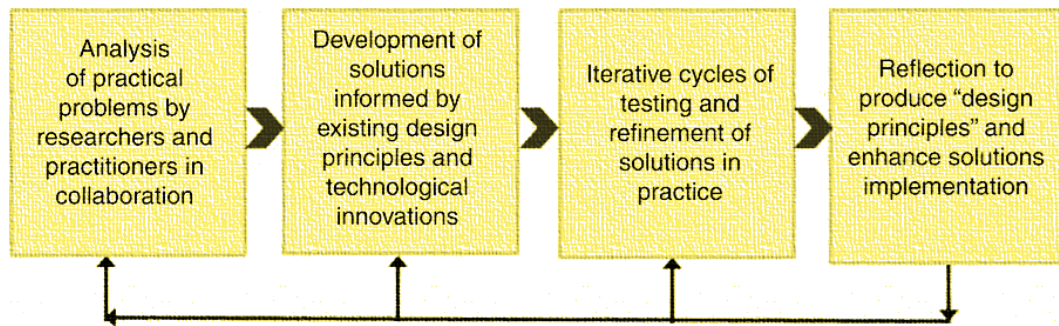 Analysis
of practical
problems by
researchers and
practitioners in
collaboration
Development of
solutions
informed by
existing design
principles and
technological
innovations
Iterative cycles of
testing and
refinement of
solutions in
practice
Reflection to
produce “design
principles” and
enhance solutions
implementation